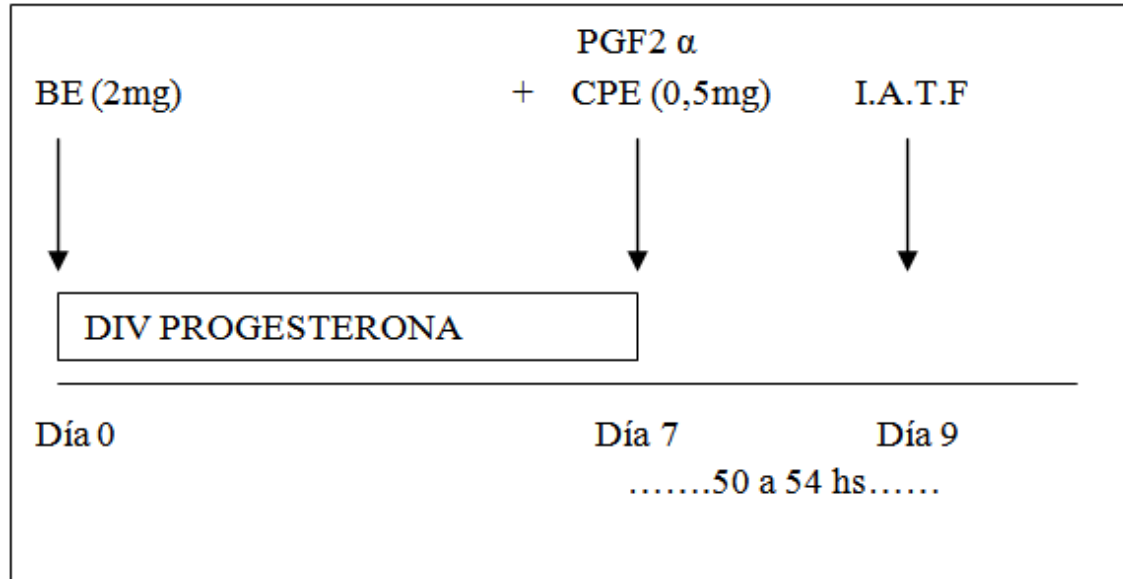 PGF2 α
BE (2mg) + CPE (0,5mg) I.A.T.F
DIV PROGESTERONA
Día 0 Día 7 Día 9
…….50 a 54 hs……